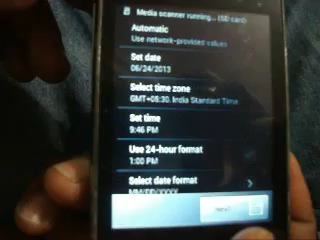 Media scanner running... (SD card)
Automatic
Use network-provided values
Set date
06/24/2013
Select time zone
GMT+05:30, India Standard Time
Set time
9:46 PM
Use 24-hour format
1:00 PM
Select date format
MM/DD/YYYY
Next